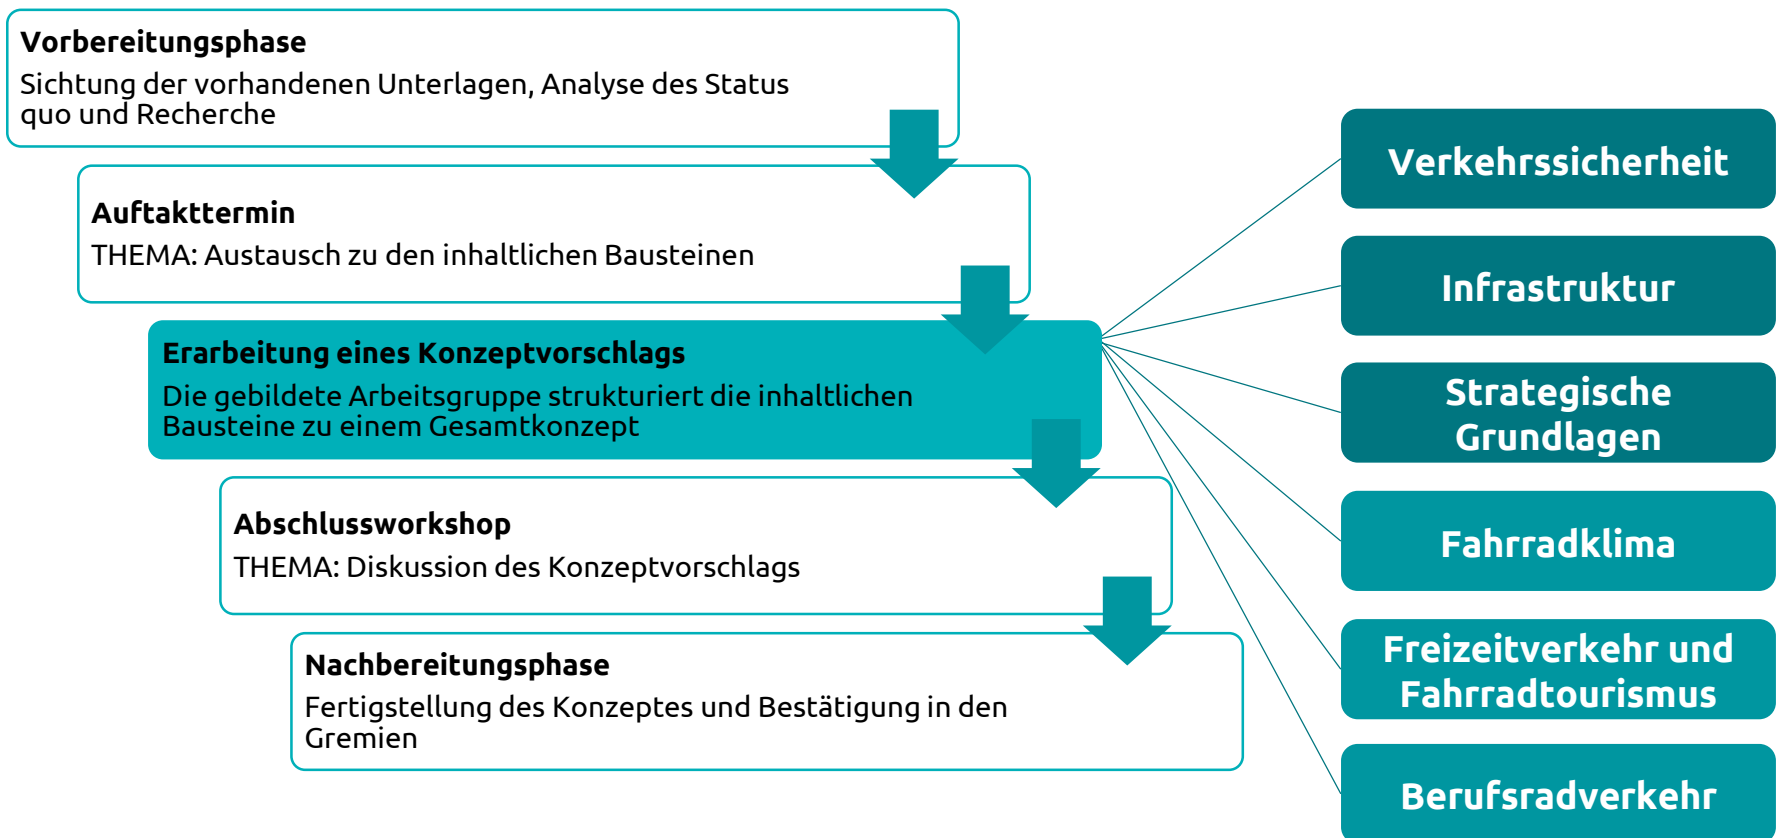 Vorbereitungsphase
Sichtung der vorhandenen Unterlagen, Analyse des Status
quo und Recherche
Auftakttermin
THEMA: Austausch zu den inhaltlichen Bausteinen
Erarbeitung eines Konzeptvorschlags
Die gebildete Arbeitsgruppe strukturiert die inhaltlichen
Bausteine zu einem Gesamtkonzept
Abschlussworkshop
THEMA: Diskussion des Konzeptvorschlags
Nachbereitungsphase
Fertigstellung des Konzeptes und Bestätigung in den
Gremien
Verkehrssicherheit
Infrastruktur
Strategische
Grundlagen
Fahrradklima
Freizeitverkehr und
Fahrradtourismus
Berufsradverkehr